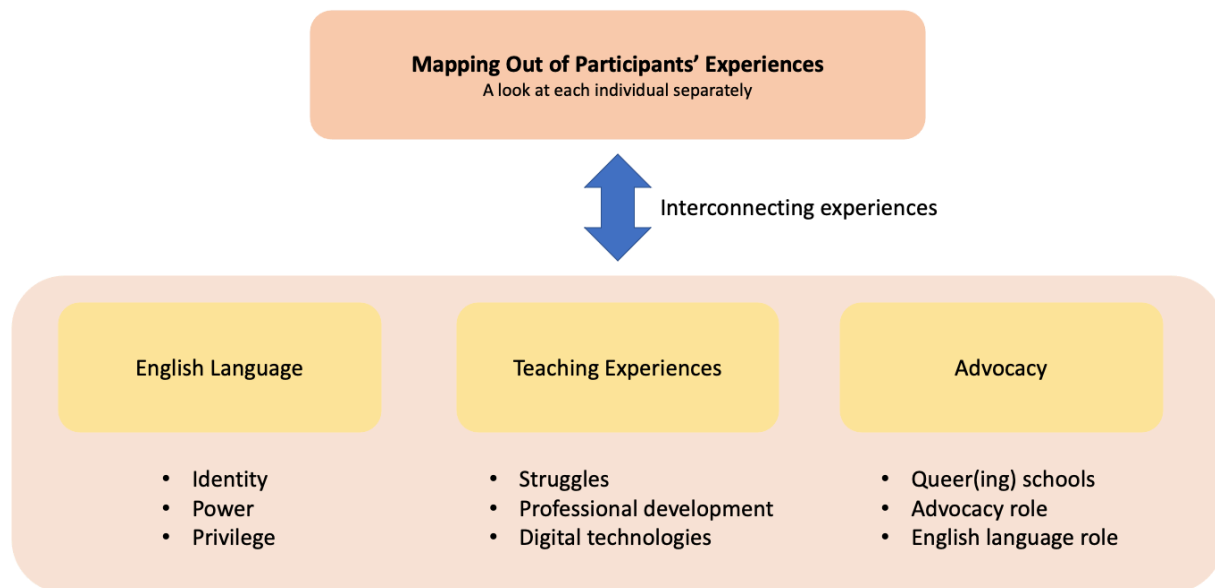 Mapping Out of Participants’ Experiences
A look at each individual separately
Interconnecting experiences
English Language
• Identity
• Power
• Privilege
Teaching Experiences
• Struggles
• Professional development
• Digital technologies
Advocacy
• Queer(ing) schools
• Advocacy role
• English language role